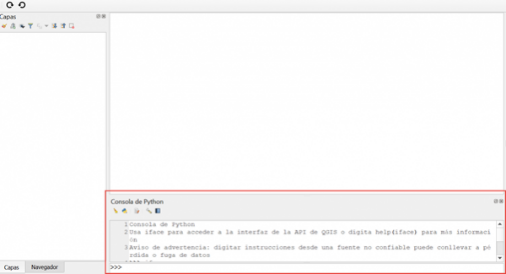 Capas
Consola de Python
1 Consola de Python
2 Usa iface para acceder a la interfaz de la API de QGIS o digita help(iface) para más informaci
ón
3 Aviso de advertencia: digitar instrucciones desde una fuente no confiable puede conllevar a pé
rdida o fuga de datos
>>>
Capas
Navegador